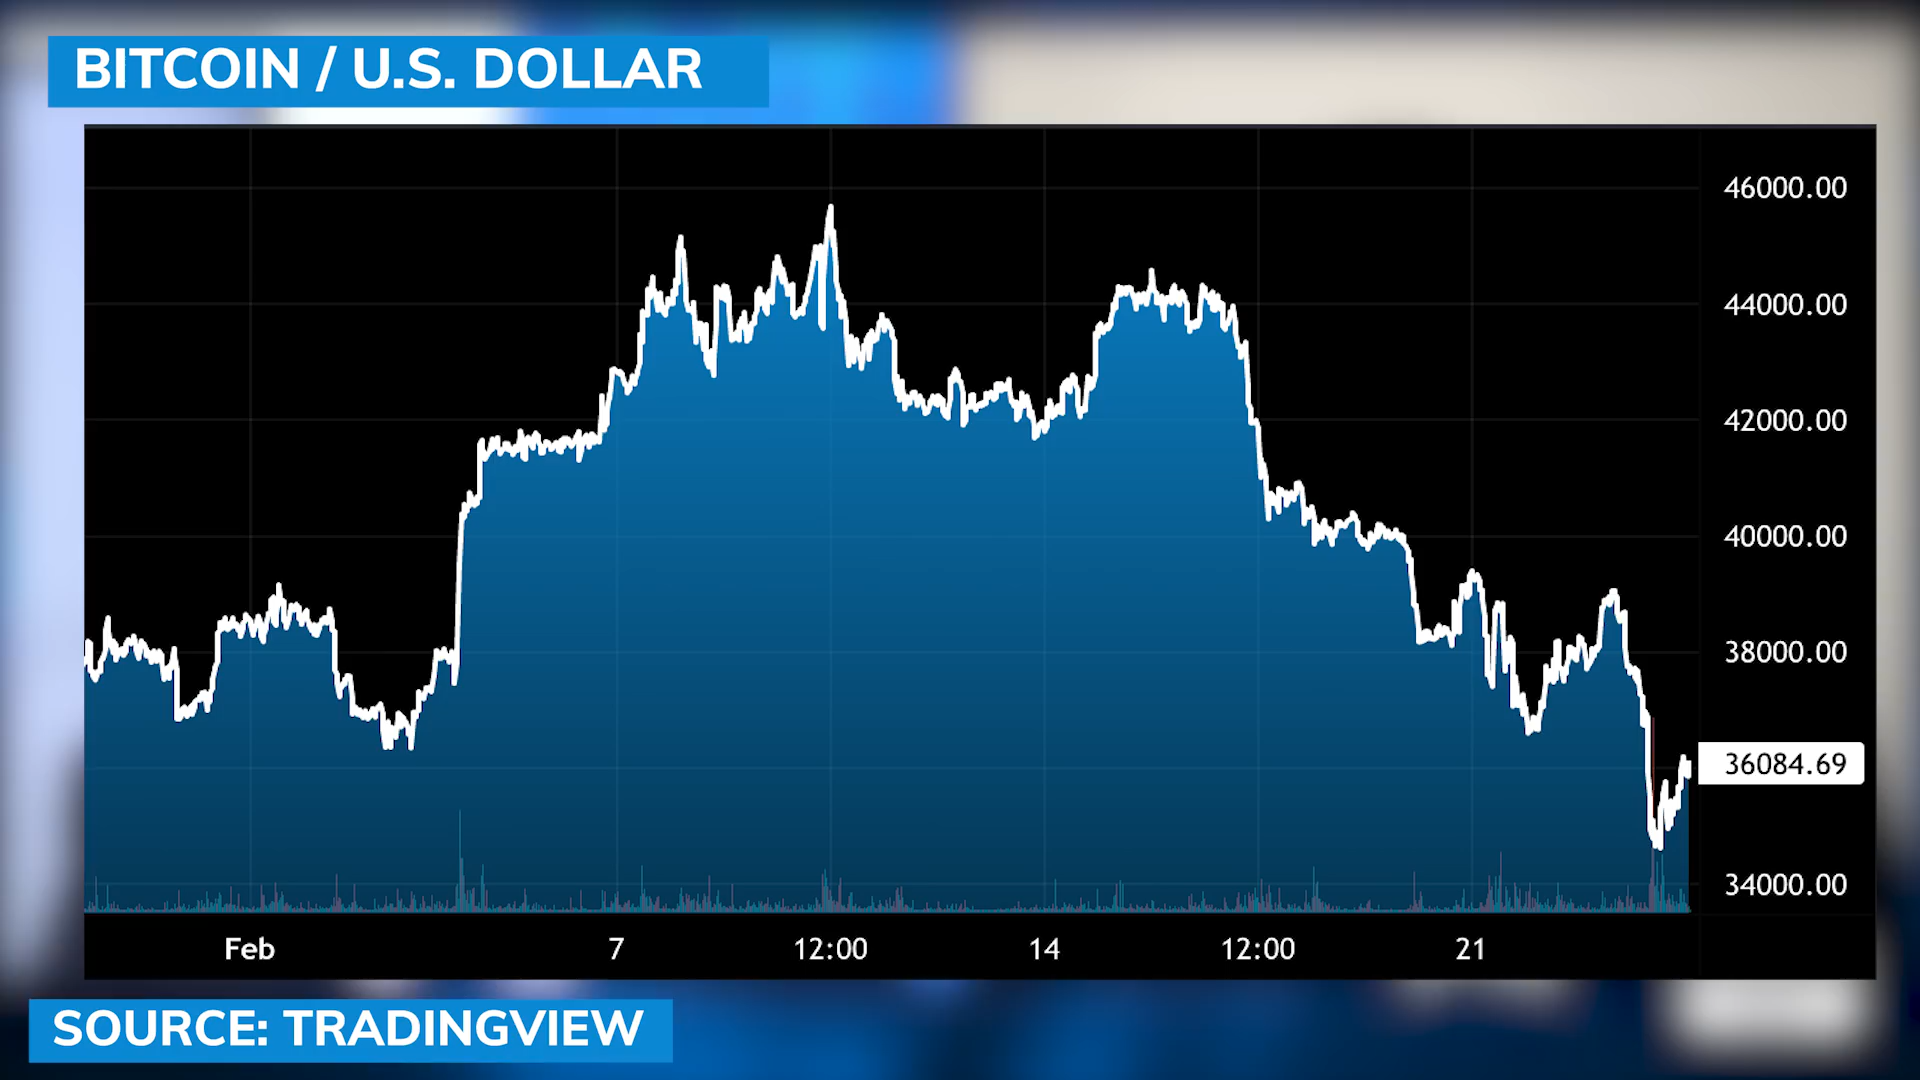 BITCOIN / U.S. DOLLAR
46000.00
44000.00
42000.00
40000.00
38000.00
36084.69
34000.00
Feb 7 12:00 14 12:00 21
SOURCE: TRADINGVIEW